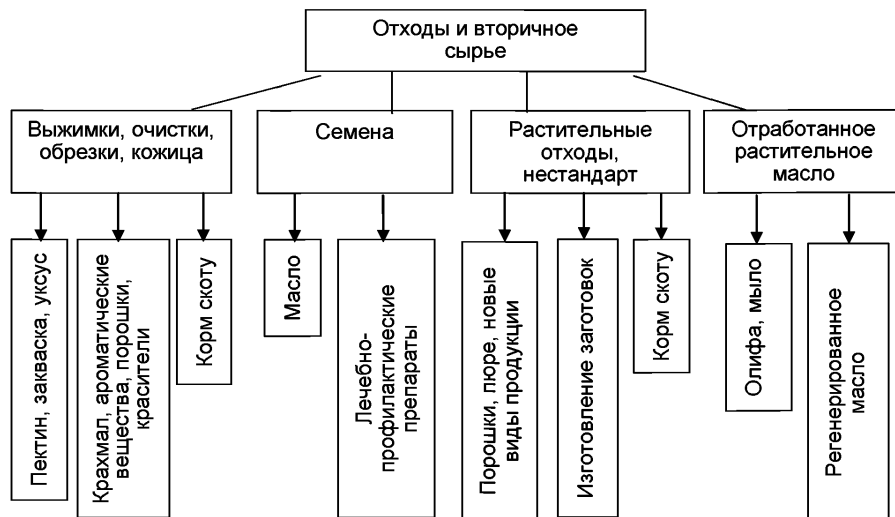 Отходы и вторичное
сырье
Выжимки, очистки,
обрезки, кожица
Семена
Растительные
отходы,
нестандарт
Отработанное
растительное
масло
Пектин, закваска, уксус
Крахмал, ароматические
вещества, порошки,
красители
Корм скоту
Масло
Лечебно-
профилактические
препараты
Порошки, пюре, новые
виды продукции
Изготовление заготовок
Корм скоту
Олифа, мыло
Регенерированное
масло